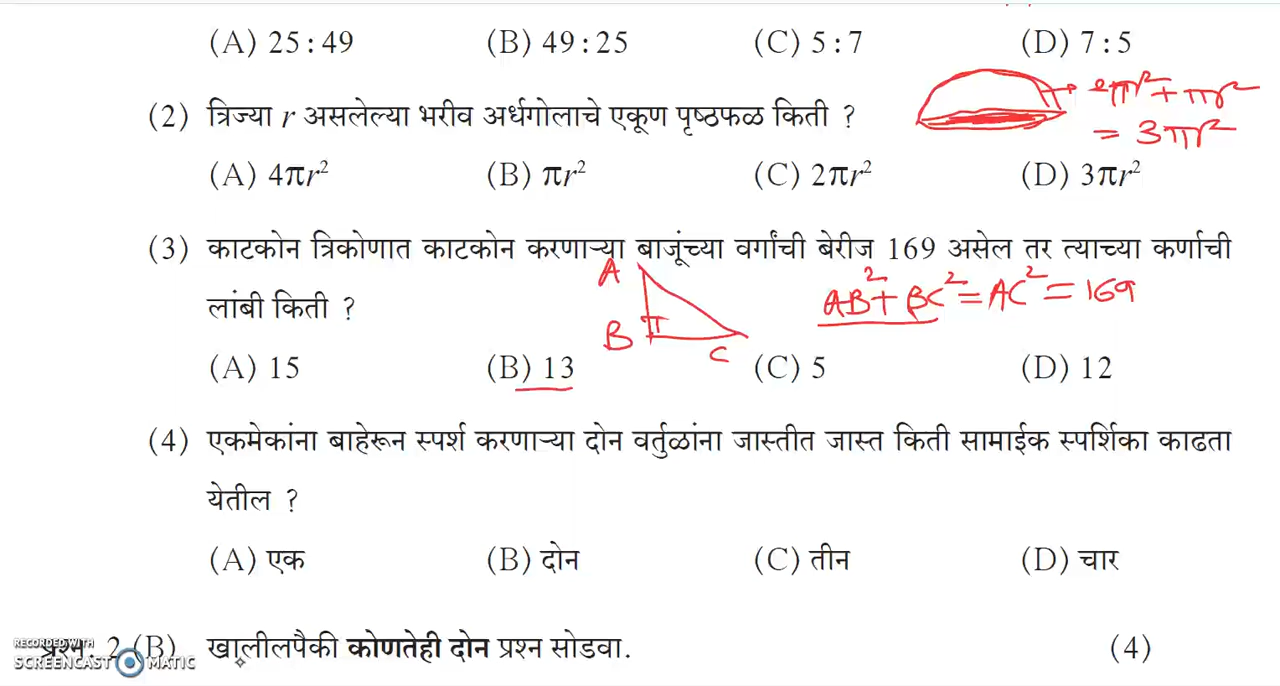 (A) 25 : 49 (B) 49 : 25 (C) 5 : 7 (D) 7 : 5
(2) त्रिज्या r असलेल्या भरीव अर्धगोलाचे एकूण पृष्ठफळ किती ?
2πr² + πr²
= 3πr²
(A) 4πr² (B) πr² (C) 2πr² (D) 3πr²
(3) काटकोन त्रिकोणात काटकोन करणाऱ्या बाजूंच्या वर्गांची बेरीज 169 असेल तर त्याच्या कर्णाची
लांबी किती ?
A
B
C
AB² + BC² = AC² = 169
(A) 15 (B) 13 (C) 5 (D) 12
(4) एकमेकांना बाहेरून स्पर्श करणाऱ्या दोन वर्तुळांना जास्तीत जास्त किती सामाईक स्पर्शिका काढता
येतील ?
(A) एक (B) दोन (C) तीन (D) चार
प्रश्न. 2 (B) खालीलपैकी कोणतेही दोन प्रश्न सोडवा. (4)
RECORDED WITH
SCREENCAST MATIC